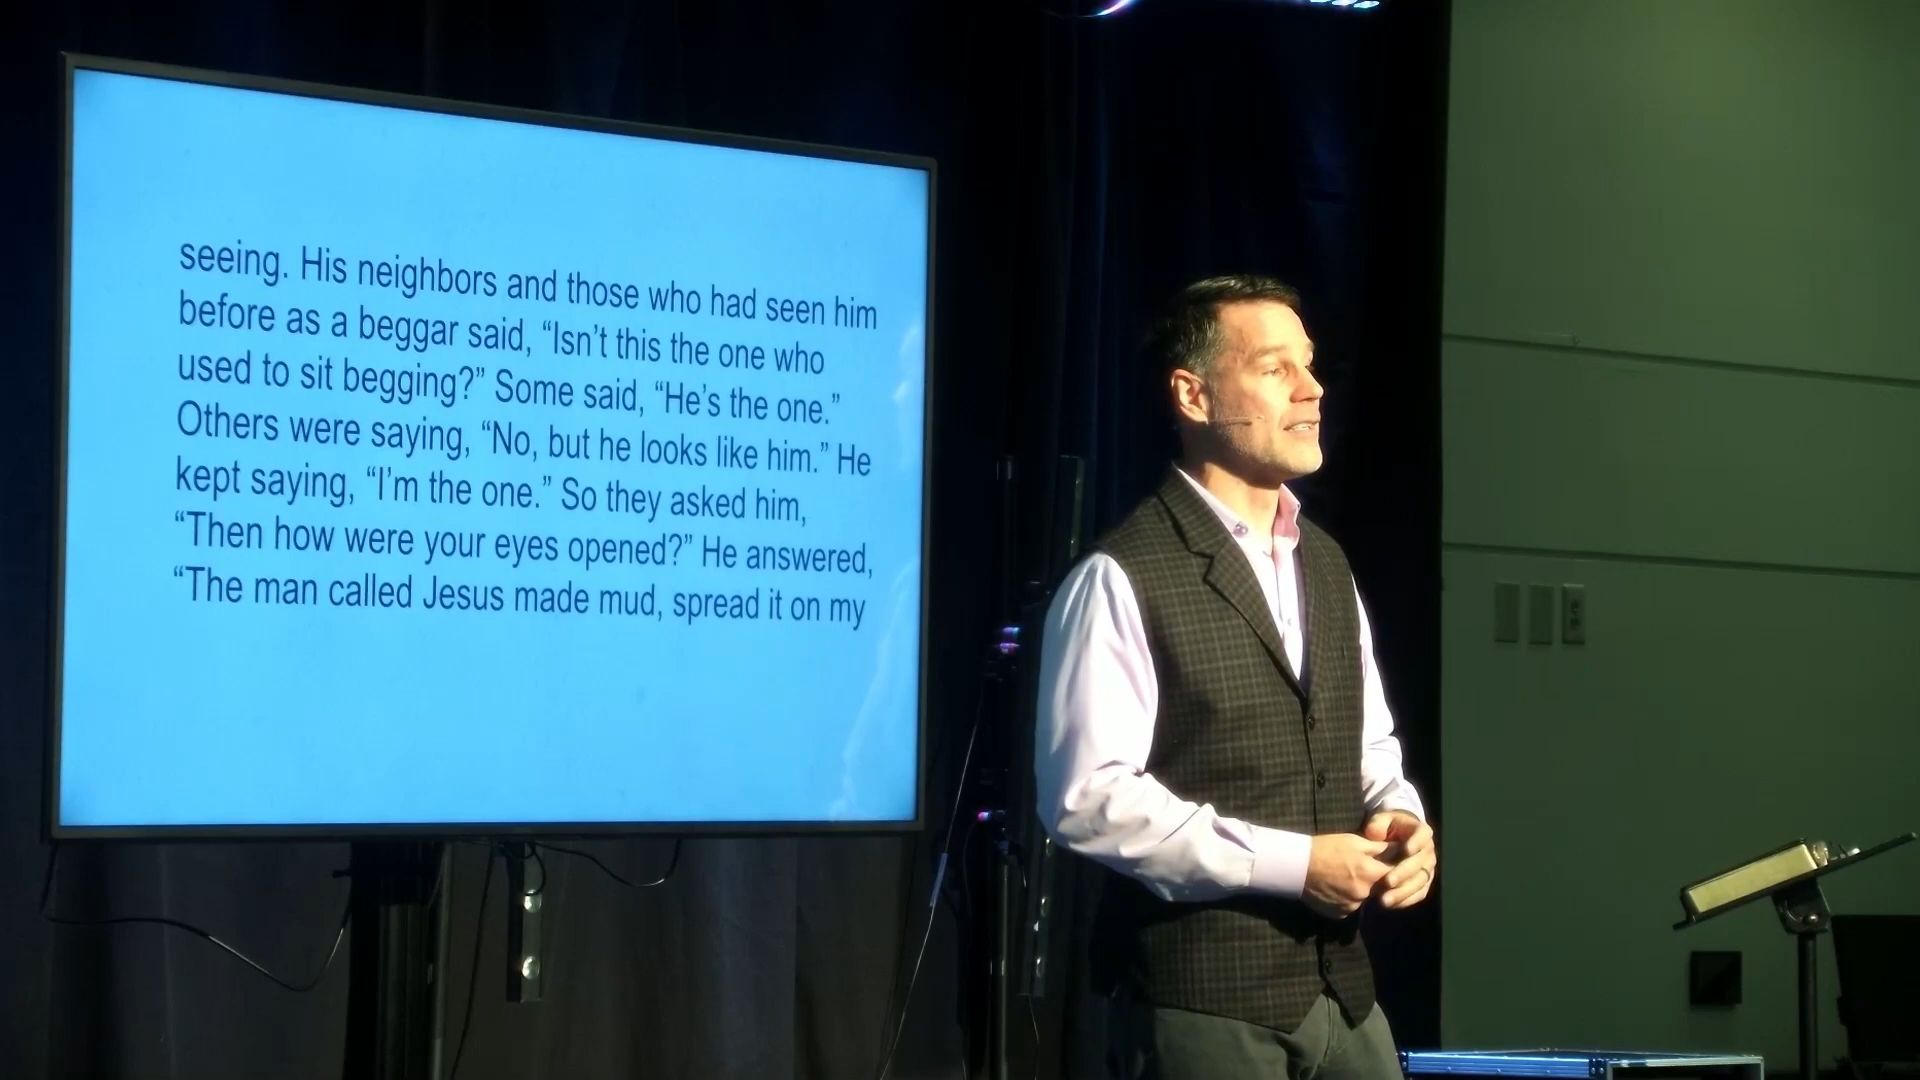 seeing. His neighbors and those who had seen him
before as a beggar said, “Isn’t this the one who
used to sit begging?” Some said, “He’s the one.”
Others were saying, “No, but he looks like him.” He
kept saying, “I’m the one.” So they asked him,
“Then how were your eyes opened?” He answered,
“The man called Jesus made mud, spread it on my